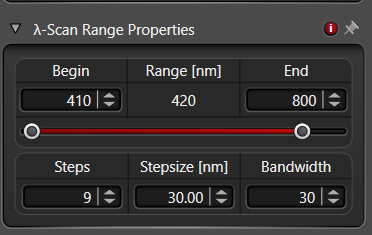 λ-Scan Range Properties
Begin Range [nm] End
410 420 800
Steps Stepsize [nm] Bandwidth
9 30.00 30